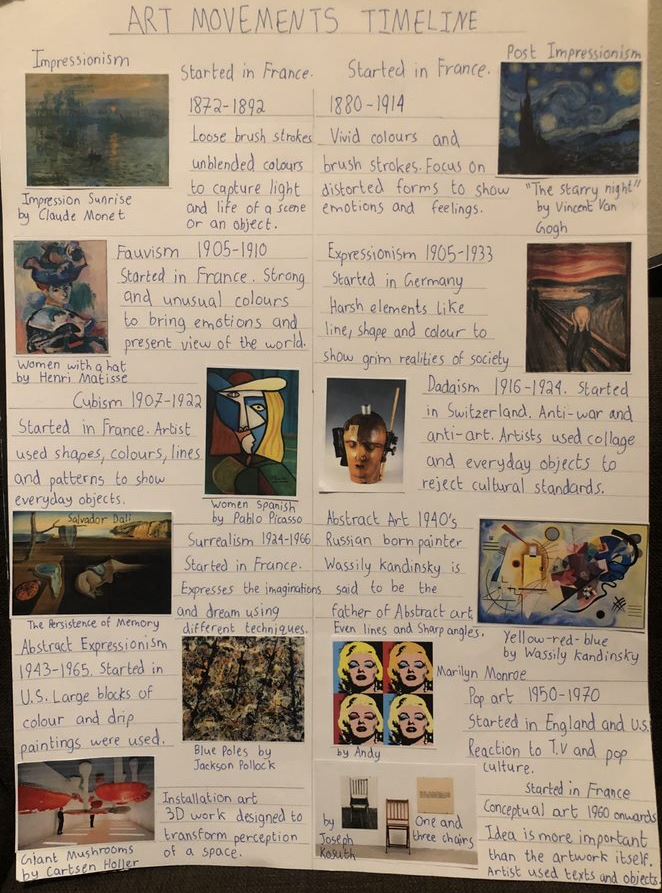 ART MOVEMENTS TIMELINE
Impressionism
Started in France.
1872-1892
Loose brush strokes
unblended colours
to capture light
and life of a scene
or an object.
Impression Sunrise
by Claude Monet
Post Impressionism
Started in France.
1880-1914
Vivid colours and
brush strokes. Focus on
distorted forms to show
emotions and feelings.
"The starry night"
by Vincent Van
Gogh
Fauvism 1905-1910
Started in France. Strong
and unusual colours
to bring emotions and
present view of the world.
Women with a hat
by Henri Matisse
Expressionism 1905-1933
Started in Germany
Harsh elements like
line, shape and colour to
show grim realities of society
Cubism 1907-1922
Started in France. Artist
used shapes, colours, lines
and patterns to show
everyday objects.
Women Spanish
by Pablo Picasso
Dadaism 1916-1924. Started
in Switzerland. Anti-war and
anti-art. Artists used collage
and everyday objects to
reject cultural standards.
Salvador Dali
The Persistence of Memory
Surrealism 1924-1966
Started in France.
Expresses the imaginations
and dream using
different techniques.
Abstract Art 1940's
Russian born painter
Wassily kandinsky is
said to be the
father of Abstract art.
Even lines and Sharp angles.
Yellow-red-blue
by Wassily kandinsky
Abstract Expressionism
1943-1965. Started in
U.S. Large blocks of
colour and drip
paintings were used.
Blue Poles by
Jackson Pollock
Marilyn Monroe
by Andy
Pop art 1950-1970
Started in England and U.S.
Reaction to T.V and pop
culture.
Installation art
3D work designed to
transform perception
of a space.
Giant Mushrooms
by Cartsen Holler
by
Joseph
Kosuth
One and
three chairs
started in France
Conceptual art 1960 onwards
Idea is more important
than the artwork itself.
Artist used texts and objects